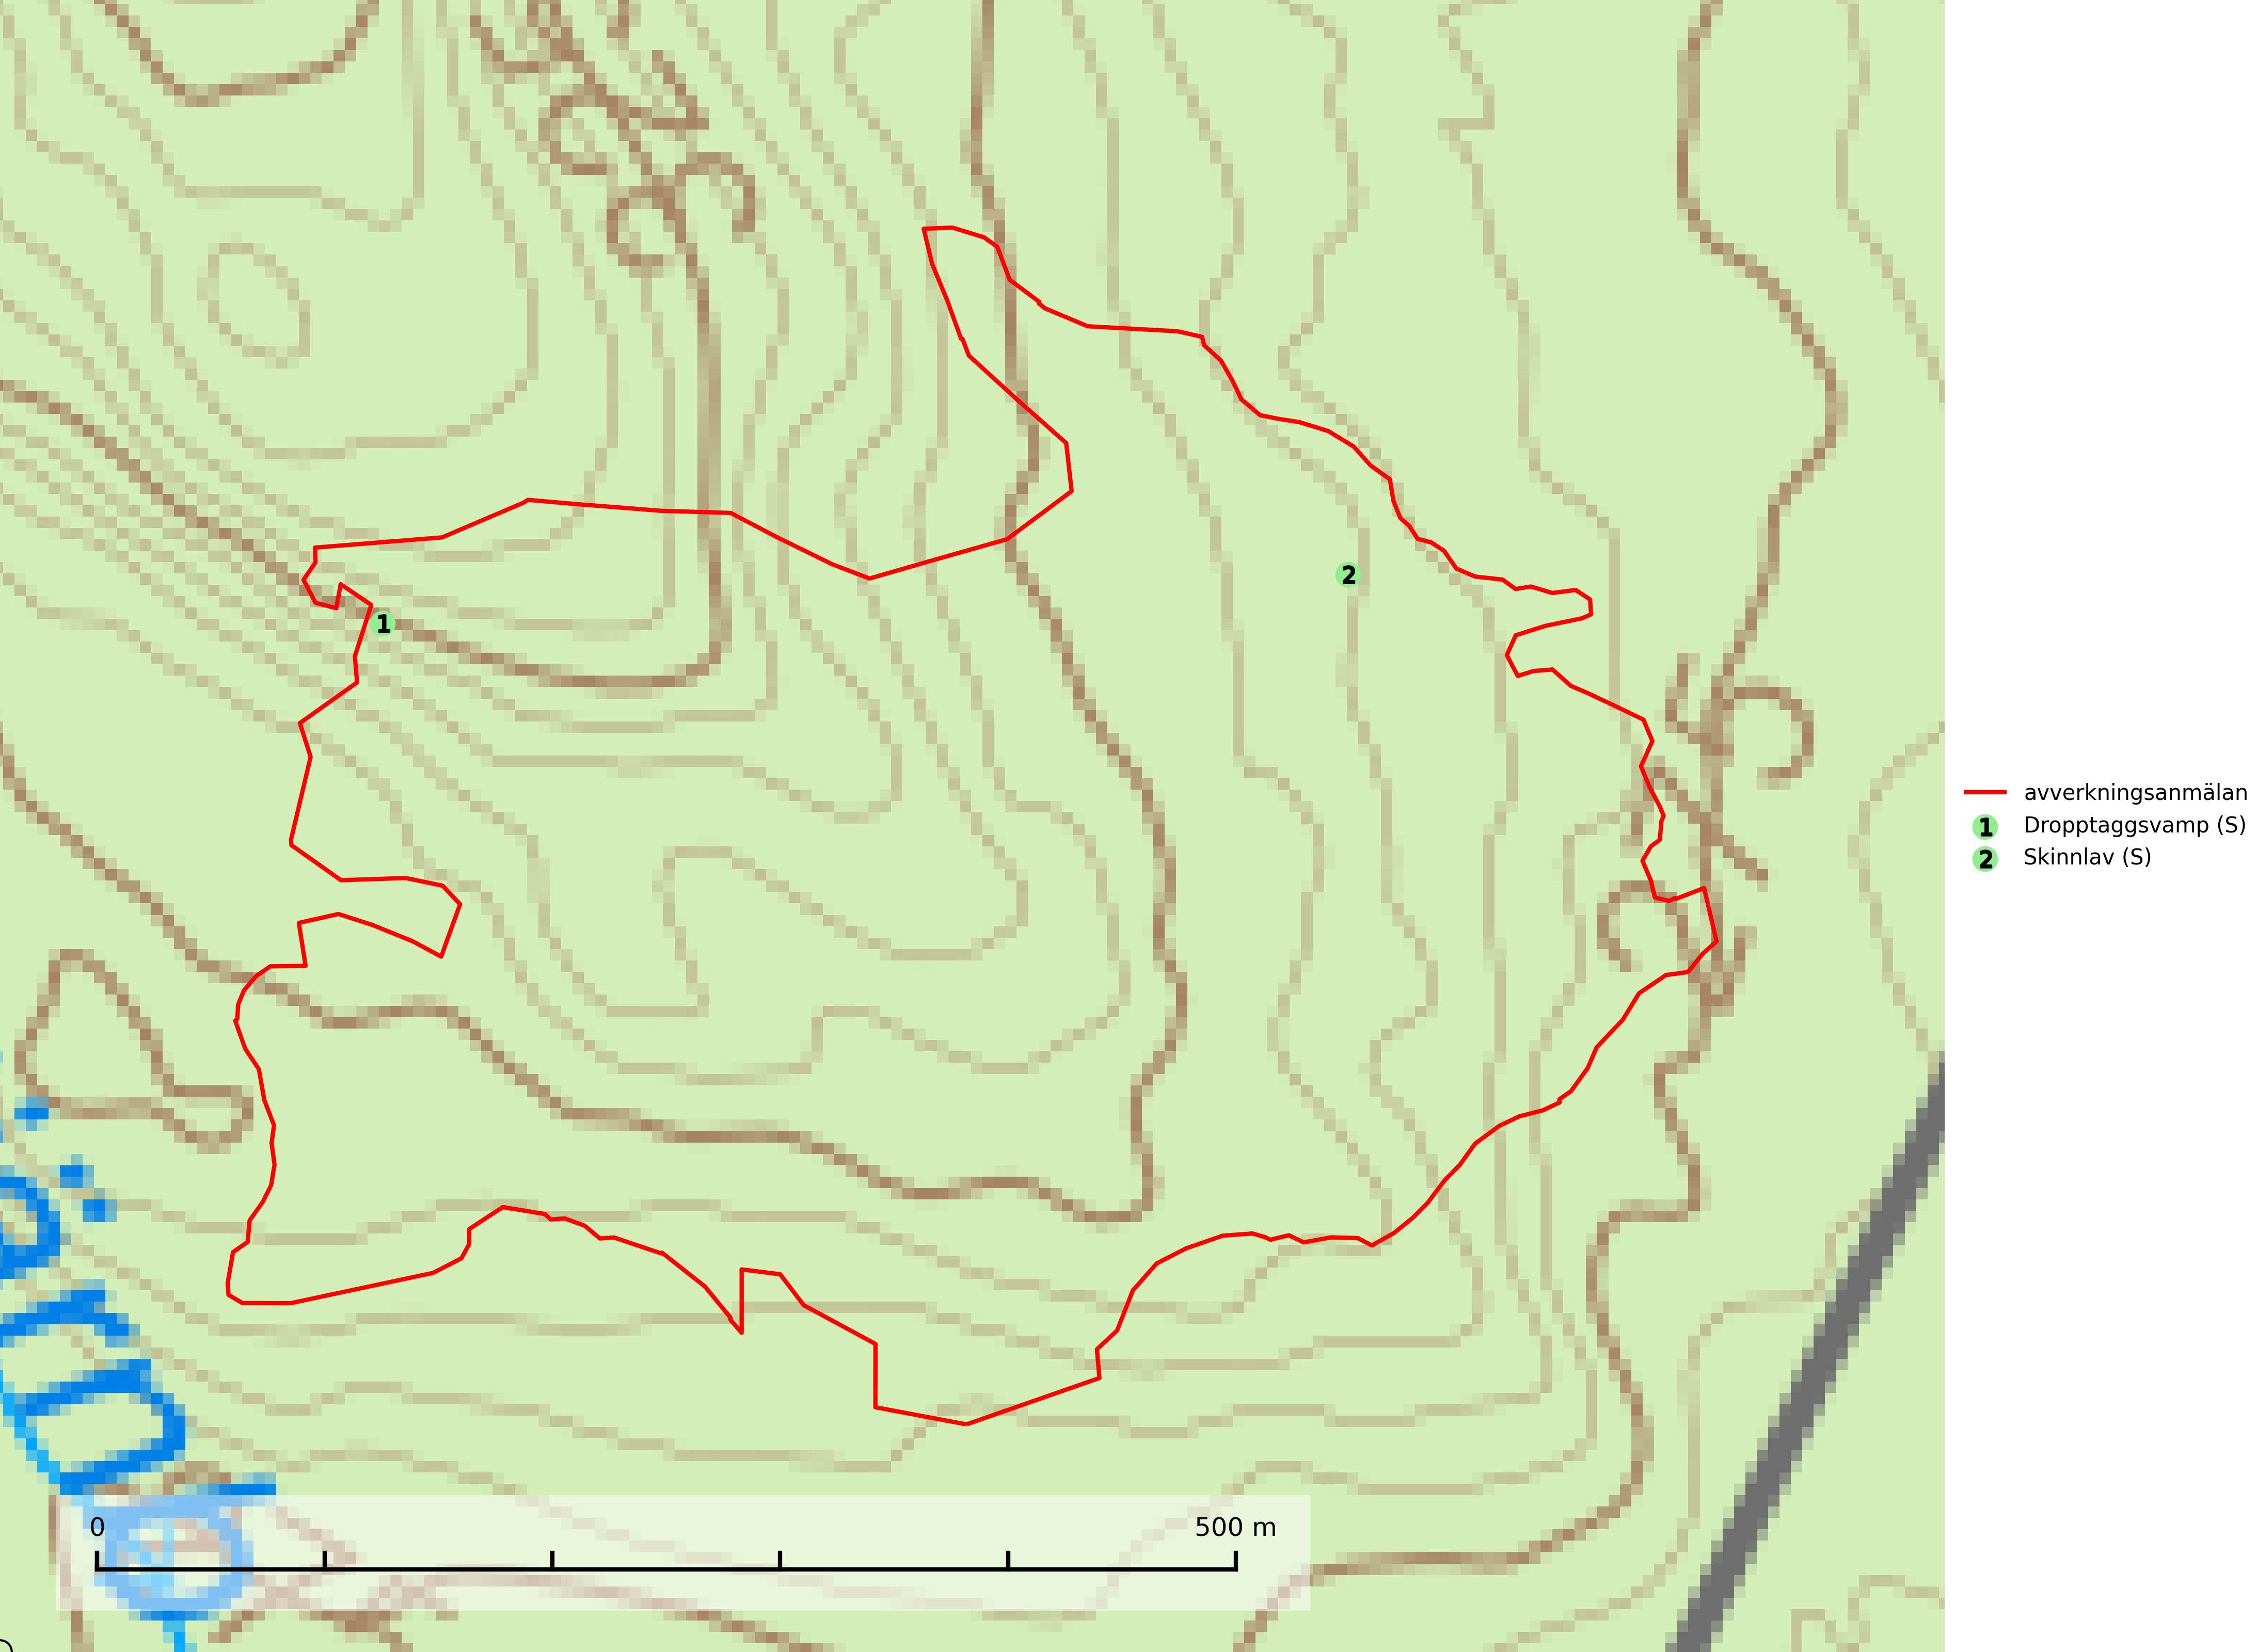 avverkningsanmälan
1 Dropptaggsvamp (S)
2 Skinnlav (S)
1
2
0 500 m